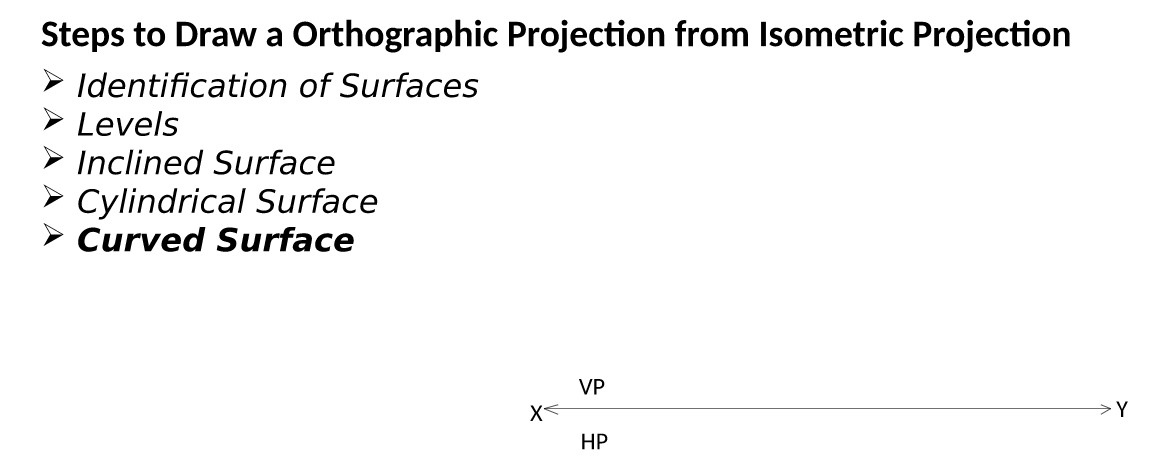 Steps to Draw a Orthographic Projection from Isometric Projection
➢ Identification of Surfaces
➢ Levels
➢ Inclined Surface
➢ Cylindrical Surface
➢ Curved Surface
VP
X Y
HP